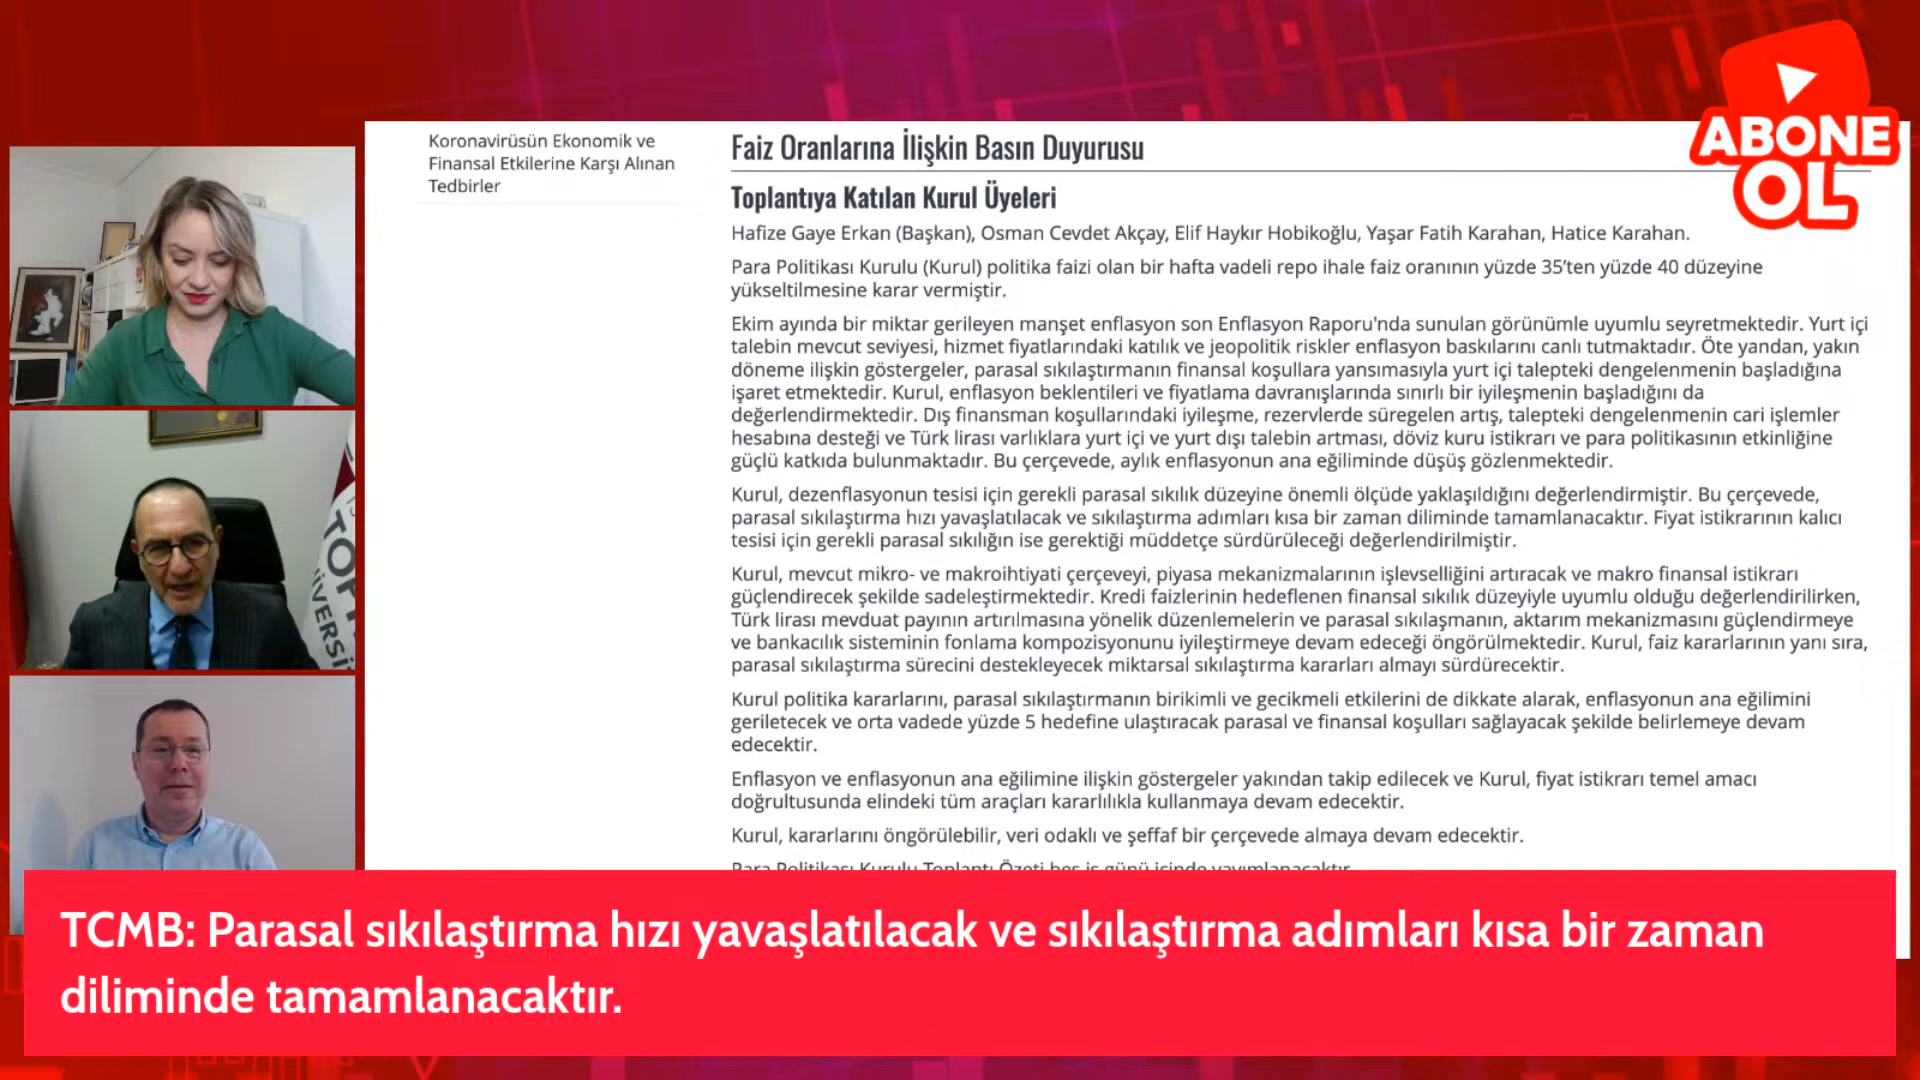 ABONE
OL
Koronavirüsün Ekonomik ve
Finansal Etkilerine Karşı Alınan
Tedbirler
Faiz Oranlarına İlişkin Basın Duyurusu
Toplantıya Katılan Kurul Üyeleri
Hafize Gaye Erkan (Başkan), Osman Cevdet Akçay, Elif Haykır Hobikoğlu, Yaşar Fatih Karahan, Hatice Karahan.
Para Politikası Kurulu (Kurul) politika faizi olan bir hafta vadeli repo ihale faiz oranının yüzde 35’ten yüzde 40 düzeyine
yükseltilmesine karar vermiştir.
Ekim ayında bir miktar gerileyen manşet enflasyon son Enflasyon Raporu'nda sunulan görünümle uyumlu seyretmektedir. Yurt içi
talebin mevcut seviyesi, hizmet fiyatlarındaki katılık ve jeopolitik riskler enflasyon baskılarını canlı tutmaktadır. Öte yandan, yakın
döneme ilişkin göstergeler, parasal sıkılaştırmanın finansal koşullara yansımasıyla yurt içi talepteki dengelenmenin başladığına
işaret etmektedir. Kurul, enflasyon beklentileri ve fiyatlama davranışlarında sınırlı bir iyileşmenin başladığını da
değerlendirmektedir. Dış finansman koşullarındaki iyileşme, rezervlerde süregelen artış, talepteki dengelenmenin cari işlemler
hesabına desteği ve Türk lirası varlıklara yurt içi ve yurt dışı talebin artması, döviz kuru istikrarı ve para politikasının etkinliğine
güçlü katkıda bulunmaktadır. Bu çerçevede, aylık enflasyonun ana eğiliminde düşüş gözlenmektedir.
Kurul, dezenflasyonun tesisi için gerekli parasal sıkılık düzeyine önemli ölçüde yaklaşıldığını değerlendirmiştir. Bu çerçevede,
parasal sıkılaştırma hızı yavaşlatılacak ve sıkılaştırma adımları kısa bir zaman diliminde tamamlanacaktır. Fiyat istikrarının kalıcı
tesisi için gerekli parasal sıkılığın ise gerektiği müddetçe sürdürüleceği değerlendirilmiştir.
Kurul, mevcut mikro- ve makroihtiyati çerçeveyi, piyasa mekanizmalarının işlevselliğini artıracak ve makro finansal istikrarı
güçlendirecek şekilde sadeleştirmektedir. Kredi faizlerinin hedeflenen finansal sıkılık düzeyiyle uyumlu olduğu değerlendirilirken,
Türk lirası mevduat payının artırılmasına yönelik düzenlemelerin ve parasal sıkılaşmanın, aktarım mekanizmasını güçlendirmeye
ve bankacılık sisteminin fonlama kompozisyonunu iyileştirmeye devam edeceği öngörülmektedir. Kurul, faiz kararlarının yanı sıra,
parasal sıkılaştırma sürecini destekleyecek miktarsal sıkılaştırma kararları almayı sürdürecektir.
Kurul politika kararlarını, parasal sıkılaştırmanın birikimli ve gecikmeli etkilerini de dikkate alarak, enflasyonun ana eğilimini
geriletecek ve orta vadede yüzde 5 hedefine ulaştıracak parasal ve finansal koşulları sağlayacak şekilde belirlemeye devam
edecektir.
Enflasyon ve enflasyonun ana eğilimine ilişkin göstergeler yakından takip edilecek ve Kurul, fiyat istikrarı temel amacı
doğrultusunda elindeki tüm araçları kararlılıkla kullanmaya devam edecektir.
Kurul, kararlarını öngörülebilir, veri odaklı ve şeffaf bir çerçevede almaya devam edecektir.
Para Politikası Kurulu Toplantı Özeti beş iş günü içinde yayımlanacaktır.
TCMB: Parasal sıkılaştırma hızı yavaşlatılacak ve sıkılaştırma adımları kısa bir zaman
diliminde tamamlanacaktır.